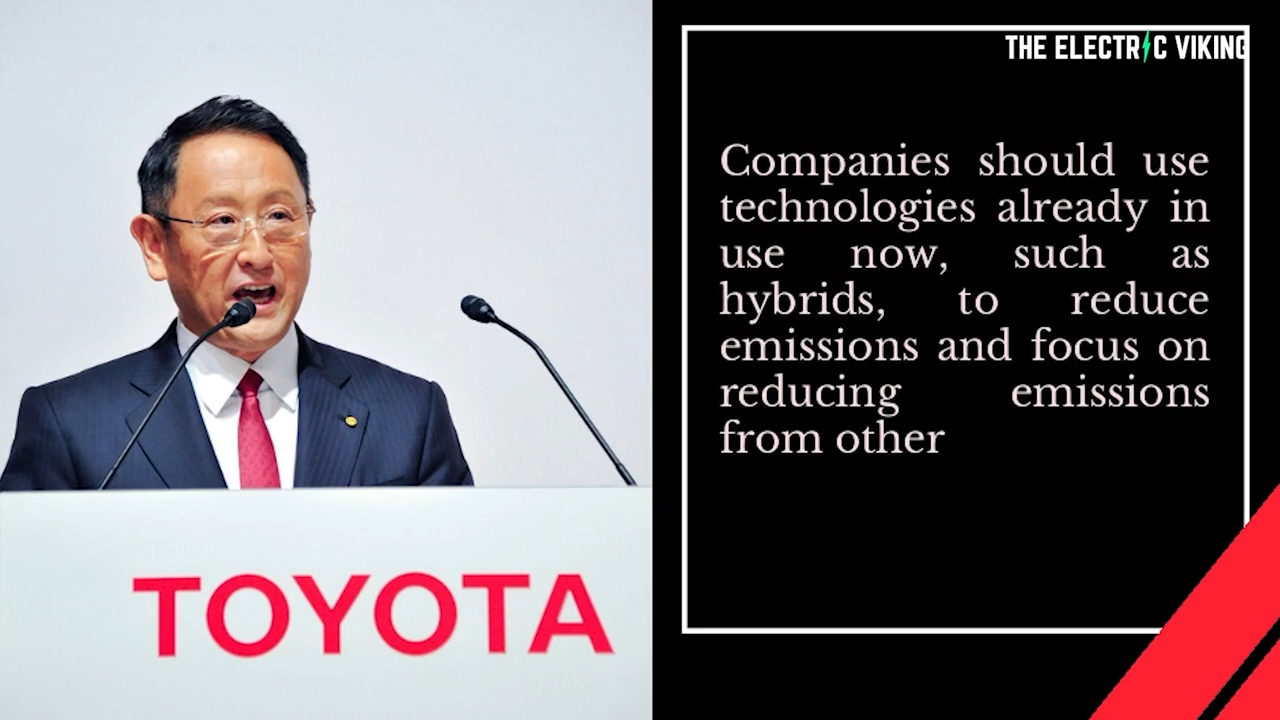 THE ELECTRIC VIKING
Companies should use
technologies already in
use now, such as
hybrids, to reduce
emissions and focus on
reducing emissions
from other
TOYOTA